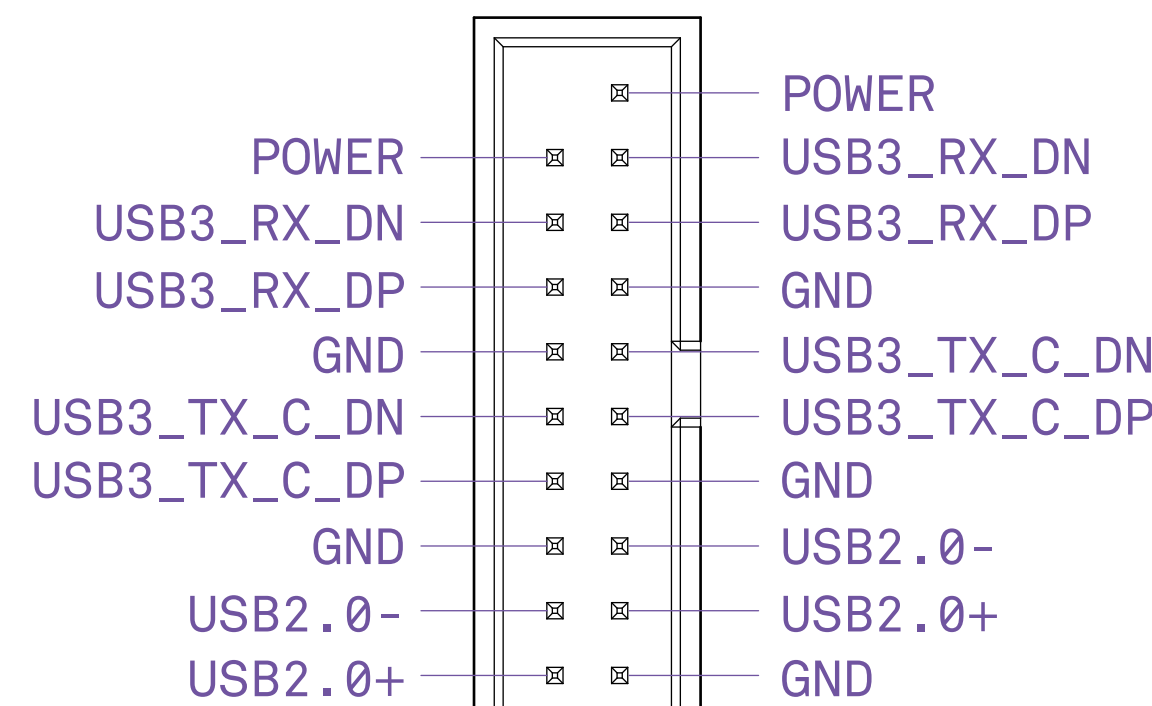 POWER
POWER USB3_RX_DN
USB3_RX_DN USB3_RX_DP
USB3_RX_DP GND
GND USB3_TX_C_DN
USB3_TX_C_DN USB3_TX_C_DP
USB3_TX_C_DP GND
GND USB2.0-
USB2.0- USB2.0+
USB2.0+ GND